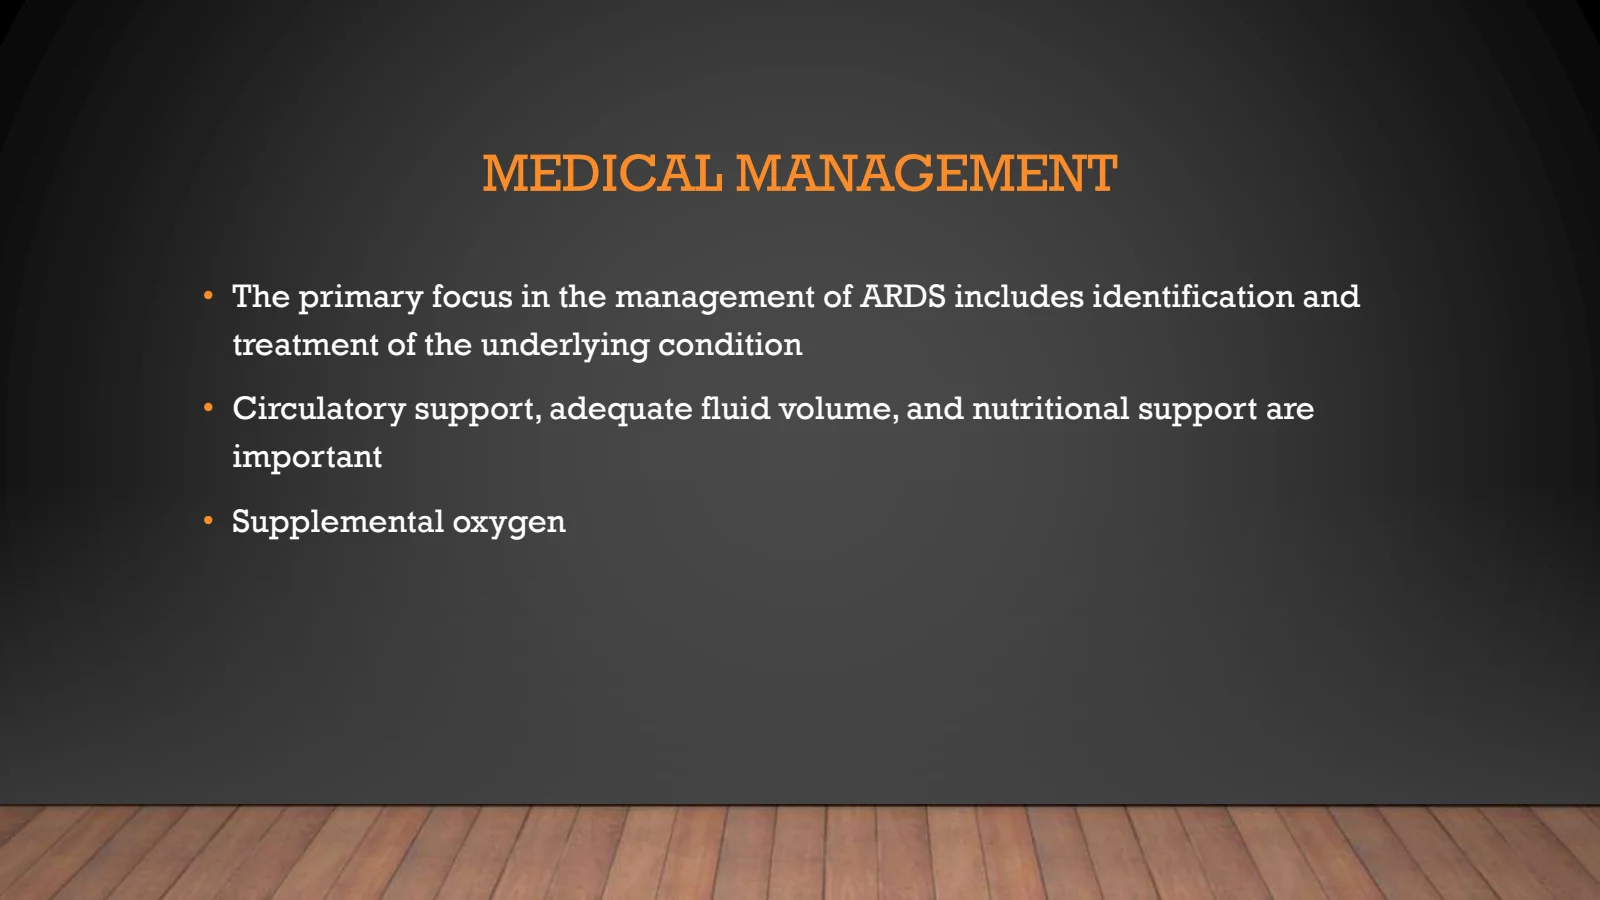 MEDICAL MANAGEMENT
• The primary focus in the management of ARDS includes identification and
treatment of the underlying condition
• Circulatory support, adequate fluid volume, and nutritional support are
important
• Supplemental oxygen